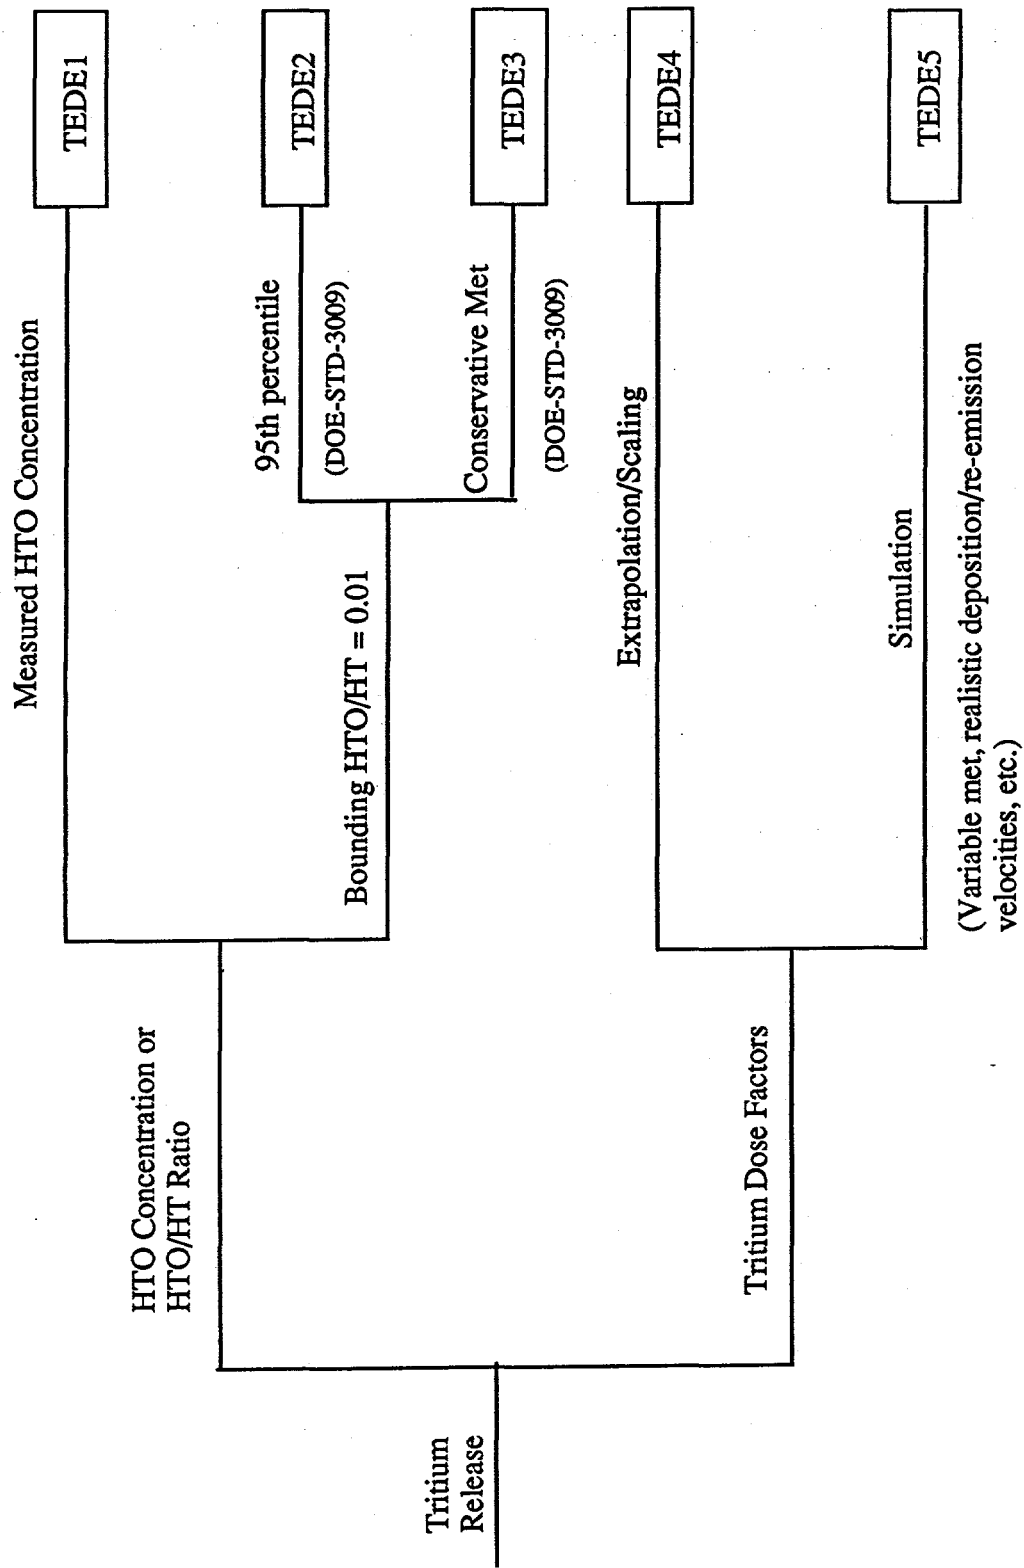 Tritium
Release
HTO Concentration or
HTO/HT Ratio
Tritium Dose Factors
Measured HTO Concentration
Bounding HTO/HT = 0.01
95th percentile
(DOE-STD-3009)
Conservative Met
(DOE-STD-3009)
Extrapolation/Scaling
Simulation
(Variable met, realistic deposition/re-emission
velocities, etc.)
TEDE1
TEDE2
TEDE3
TEDE4
TEDE5